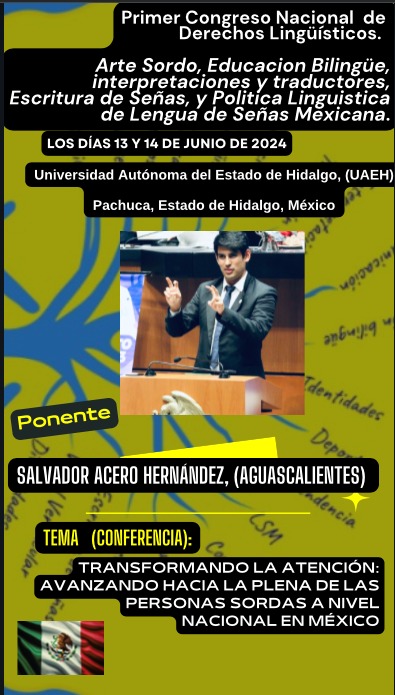 Primer Congreso Nacional de
Derechos Lingüísticos.
Arte Sordo, Educacion Bilingüe,
interpretaciones y traductores,
Escritura de Señas, y Politica Linguistica
de Lengua de Señas Mexicana.
LOS DÍAS 13 Y 14 DE JUNIO DE 2024
Universidad Autónoma del Estado de Hidalgo, (UAEH)
Pachuca, Estado de Hidalgo, México
Identidades
Ponente
SALVADOR ACERO HERNÁNDEZ, (AGUASCALIENTES)
LSM
TEMA (CONFERENCIA):
TRANSFORMANDO LA ATENCIÓN:
AVANZANDO HACIA LA PLENA DE LAS
PERSONAS SORDAS A NIVEL
NACIONAL EN MÉXICO